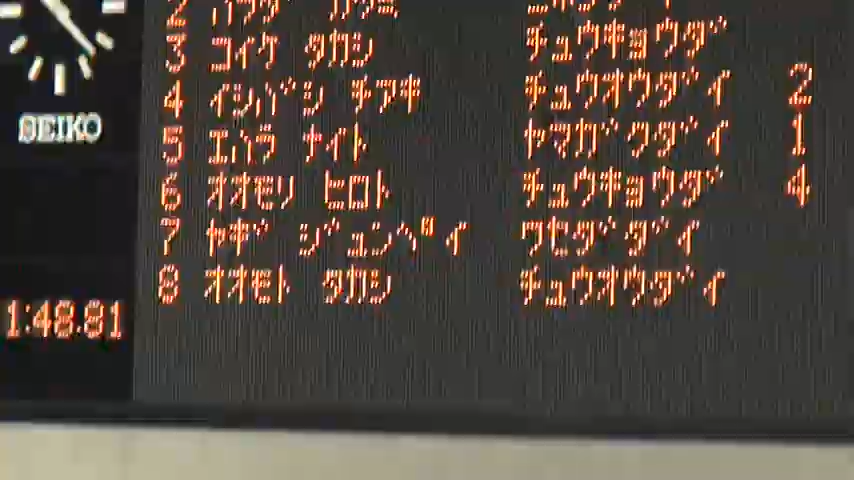 3 コイケ タカシ チュウキョウダ
4 イシバシ チアキ チュウオウダイ 2
5 エハラ ナイト ヤマガクダイ 1
SEIKO
6 オオモリ ヒロト チュウキョウダ 4
7 ヤギ ジュンペイ ワセダダイ
8 オオモト タカシ チュウオウダイ
1:48.81